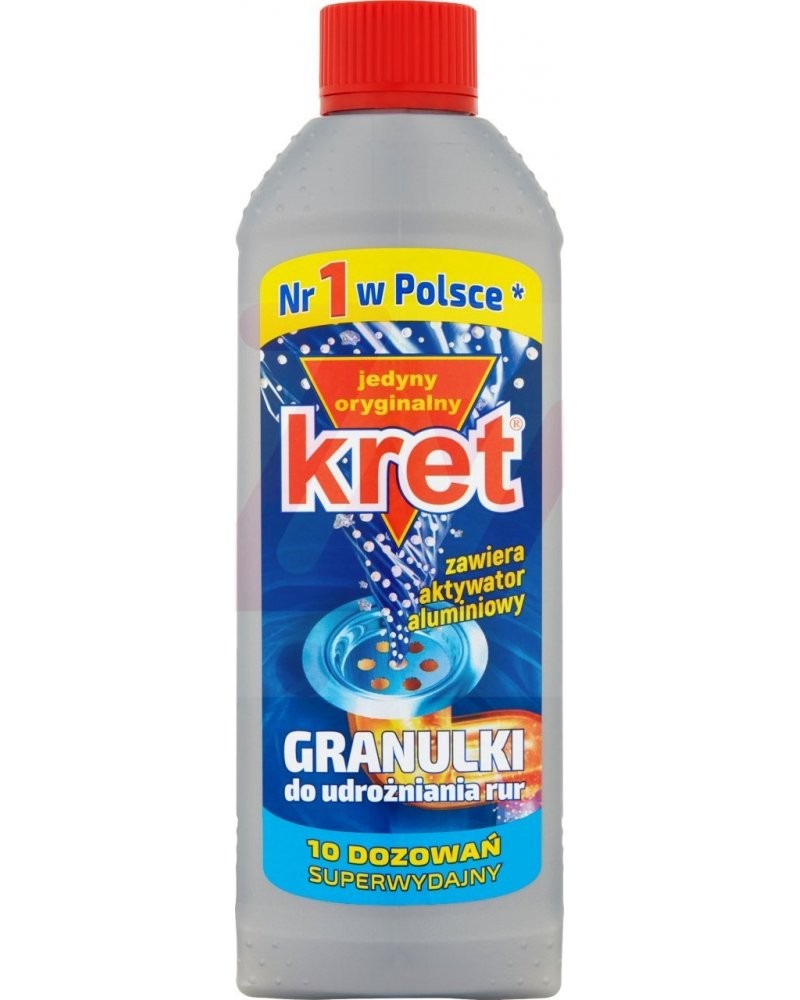 Nr 1 w Polsce *
jedyny
oryginalny
kret®
zawiera
aktywator
aluminiowy
GRANULKI
do udrożniania rur
10 DOZOWAŃ
SUPERWYDAJNY